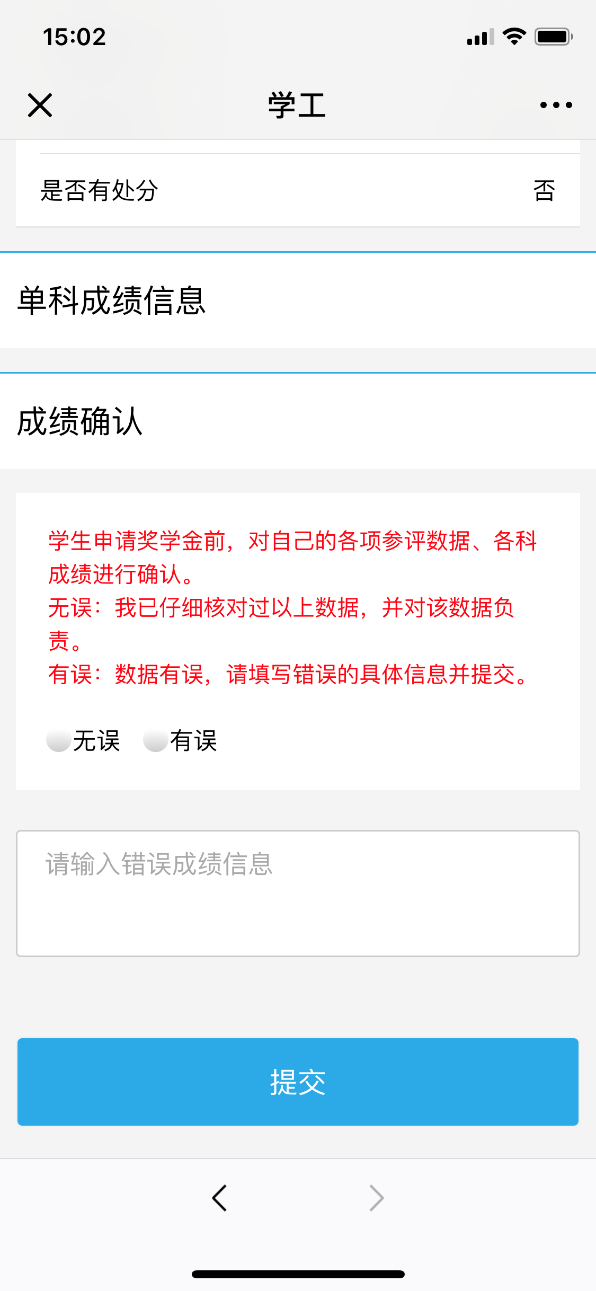 15:02
学工
是否有处分 否
单科成绩信息
成绩确认
学生申请奖学金前，对自己的各项参评数据、各科
成绩进行确认。
无误：我已仔细核对过以上数据，并对该数据负
责。
有误：数据有误，请填写错误的具体信息并提交。
无误 有误
请输入错误成绩信息
提交